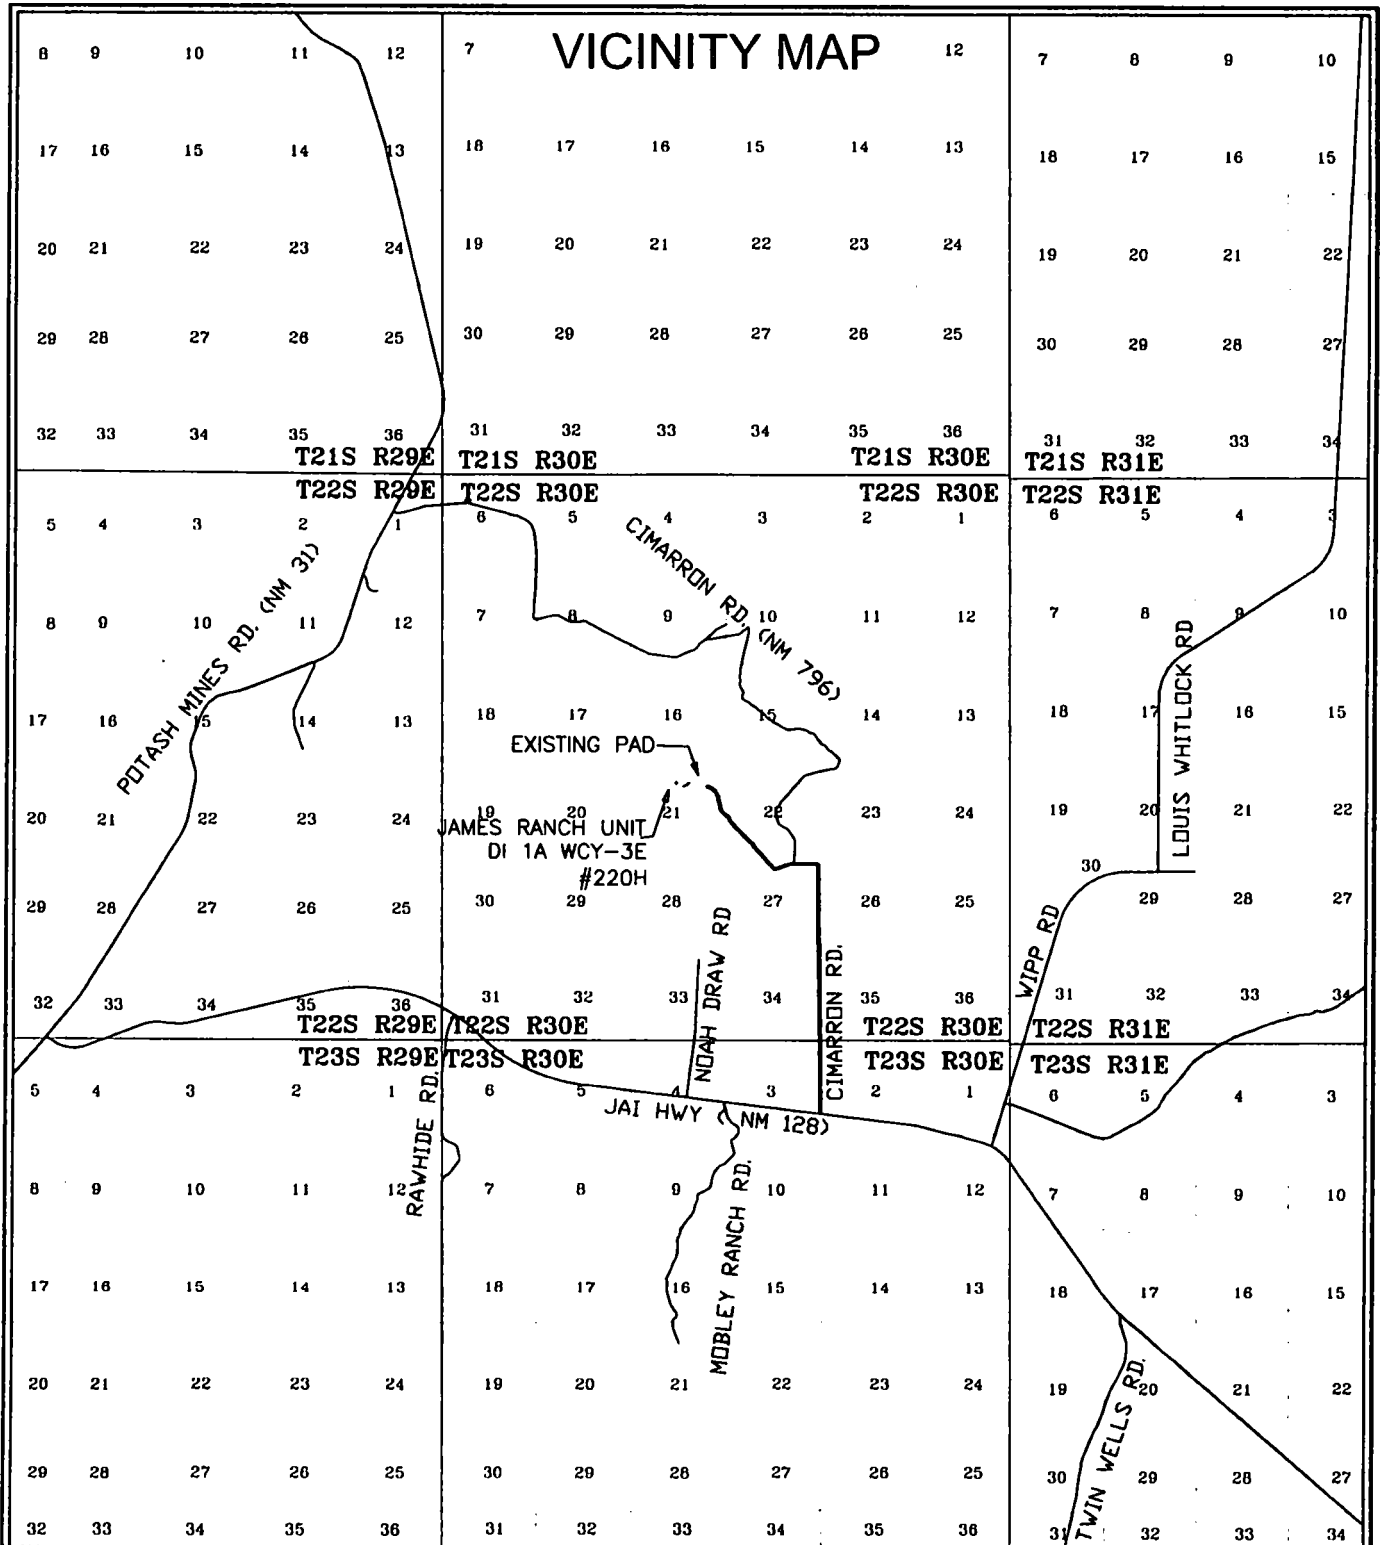 VICINITY MAP
8 9 10 11 12 7 12 7 8 9 10
17 16 15 14 13 18 17 16 15 14 13 18 17 16 15
20 21 22 23 24 19 20 21 22 23 24 19 20 21 22
29 28 27 26 25 30 29 28 27 26 25 30 29 28 27
32 33 34 35 36 31 32 33 34 35 36 31 32 33 34
T21S R29E T21S R30E T21S R30E T21S R31E
T22S R29E T22S R30E T22S R30E T22S R31E
5 4 3 2 1 6 5 4 3 2 1 6 5 4 3
CIMARRON RD. (NM 796)
POTASH MINES RD. (NM 31)
8 9 10 11 12 7 8 9 10 11 12 7 8 9 10
LOUIS WHITLOCK RD
17 16 15 14 13 18 17 16 15 14 13 18 17 16 15
EXISTING PAD
20 21 22 23 24 19 20 21 22 23 24 19 20 21 22
JAMES RANCH UNIT
DI 1A WCY-3E
#220H
29 28 27 26 25 30 29 28 27 26 25 30 29 28 27
NOAH DRAW RD
CIMARRON RD.
WIPP RD
32 33 34 35 36 31 32 33 34 35 36 31 32 33 34
T22S R29E T22S R30E T22S R30E T22S R31E
T23S R29E T23S R30E T23S R30E T23S R31E
5 4 3 2 1 6 5 4 3 2 1 6 5 4 3
JAI HWY ( NM 128)
RAWHIDE RD.
8 9 10 11 12 7 8 9 10 11 12 7 8 9 10
MOBLEY RANCH RD.
17 16 15 14 13 18 17 16 15 14 13 18 17 16 15
20 21 22 23 24 19 20 21 22 23 24 19 20 21 22
TWIN WELLS RD.
29 28 27 26 25 30 29 28 27 26 25 30 29 28 27
32 33 34 35 36 31 32 33 34 35 36 31 32 33 34